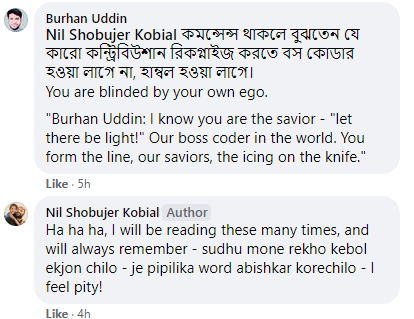 Burhan Uddin
Nil Shobujer Kobial কমন্সেন্স থাকলে বুঝতেন যে
কারো কন্ট্রিবিউশান রিকগ্নাইজ করতে বস কোডার
হওয়া লাগে না, হাম্বল হওয়া লাগে।
You are blinded by your own ego.
"Burhan Uddin: I know you are the savior - "let
there be light!" Our boss coder in the world. You
form the line, our saviors, the icing on the knife."
Like · 5h
Nil Shobujer Kobial Author
Ha ha ha, I will be reading these many times, and
will always remember - sudhu mone rekho kebol
ekjon chilo - je pipilika word abishkar korechilo - I
feel pity!
Like · 4h